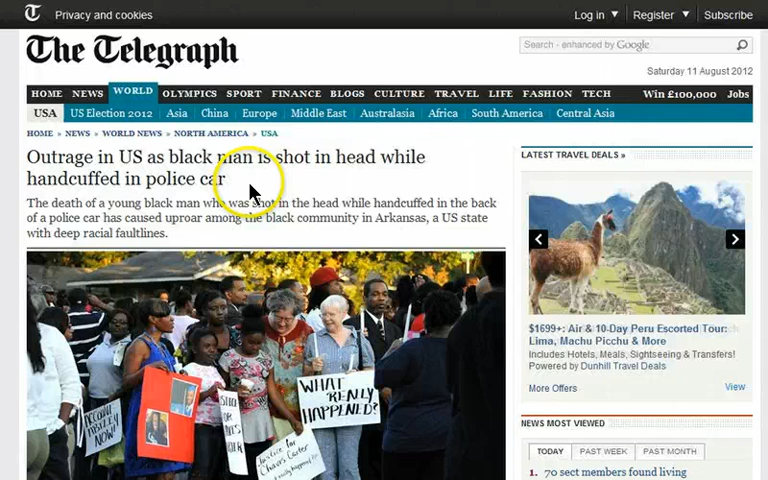 Privacy and cookies
Log in ▼ Register ▼ Subscribe
The Telegraph
Search - enhanced by Google
Saturday 11 August 2012
HOME NEWS WORLD OLYMPICS SPORT FINANCE BLOGS CULTURE TRAVEL LIFE FASHION TECH Win £100,000 Jobs
USA US Election 2012 Asia China Europe Middle East Australasia Africa South America Central Asia
HOME » NEWS » WORLD NEWS » NORTH AMERICA » USA
Outrage in US as black man is shot in head while
handcuffed in police car
The death of a young black man who was shot in the head while handcuffed in the back
of a police car has caused uproar among the black community in Arkansas, a US state
with deep racial faultlines.
WHAT
REALLY
HAPPENED?
Justice for
Chavis Carter
NOW!
LATEST TRAVEL DEALS »
$1699+: Air & 10-Day Peru Escorted Tour:
Lima, Machu Picchu & More
Includes Hotels, Meals, Sightseeing & Transfers!
Powered by Dunhill Travel Deals
More Offers View
NEWS MOST VIEWED
TODAY PAST WEEK PAST MONTH
1. 70 sect members found living